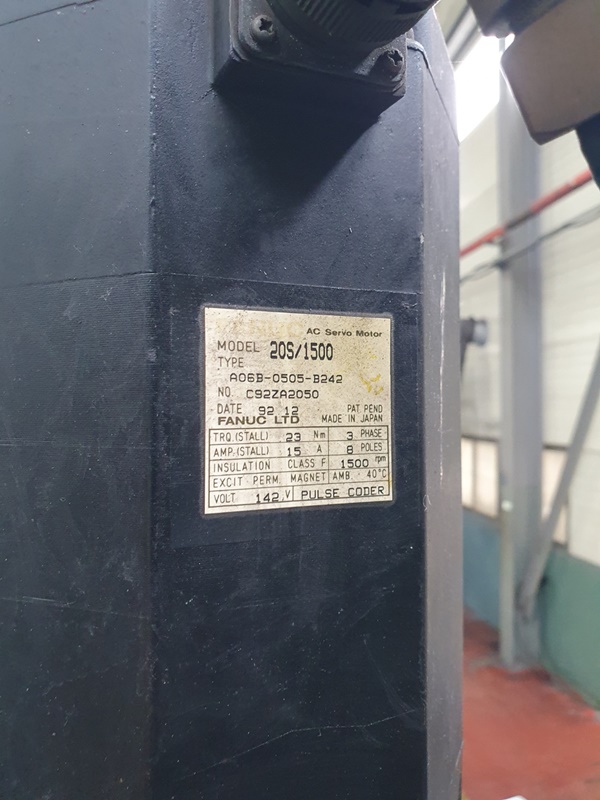 AC Servo Motor
MODEL 20S/1500
TYPE
A06B-0505-B242
NO. C92ZA2050
DATE 92 12 PAT PEND
FANUC LTD MADE IN JAPAN
TRQ.(STALL) 23 Nm 3 PHASE
AMP.(STALL) 15 A 8 POLES
INSULATION CLASS F 1500 rpm
EXCIT PERM. MAGNET AMB. 40°C
VOLT 142 V PULSE CODER